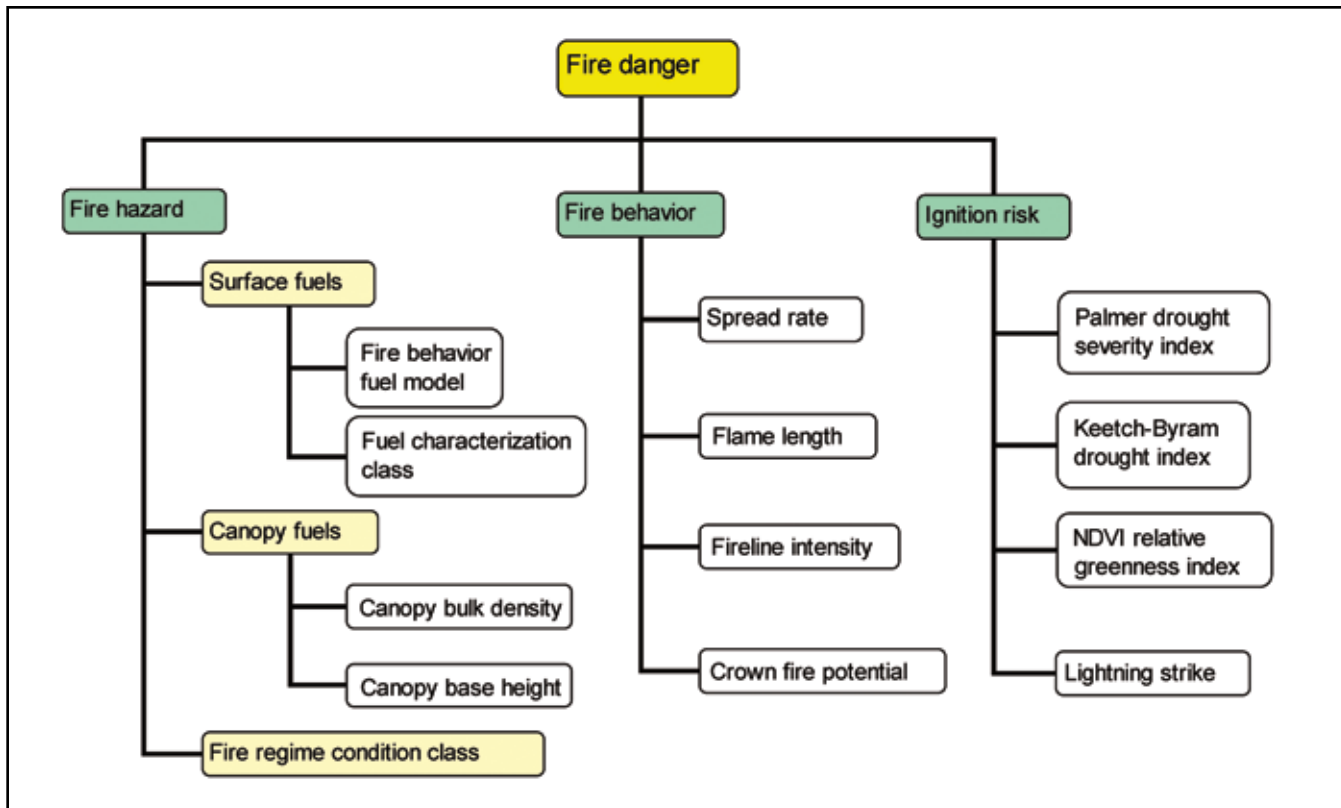 Fire danger
Fire hazard
Surface fuels
Fire behavior
fuel model
Fuel characterization
class
Canopy fuels
Canopy bulk density
Canopy base height
Fire regime condition class
Fire behavior
Spread rate
Flame length
Fireline intensity
Crown fire potential
Ignition risk
Palmer drought
severity index
Keetch-Byram
drought index
NDVI relative
greenness index
Lightning strike